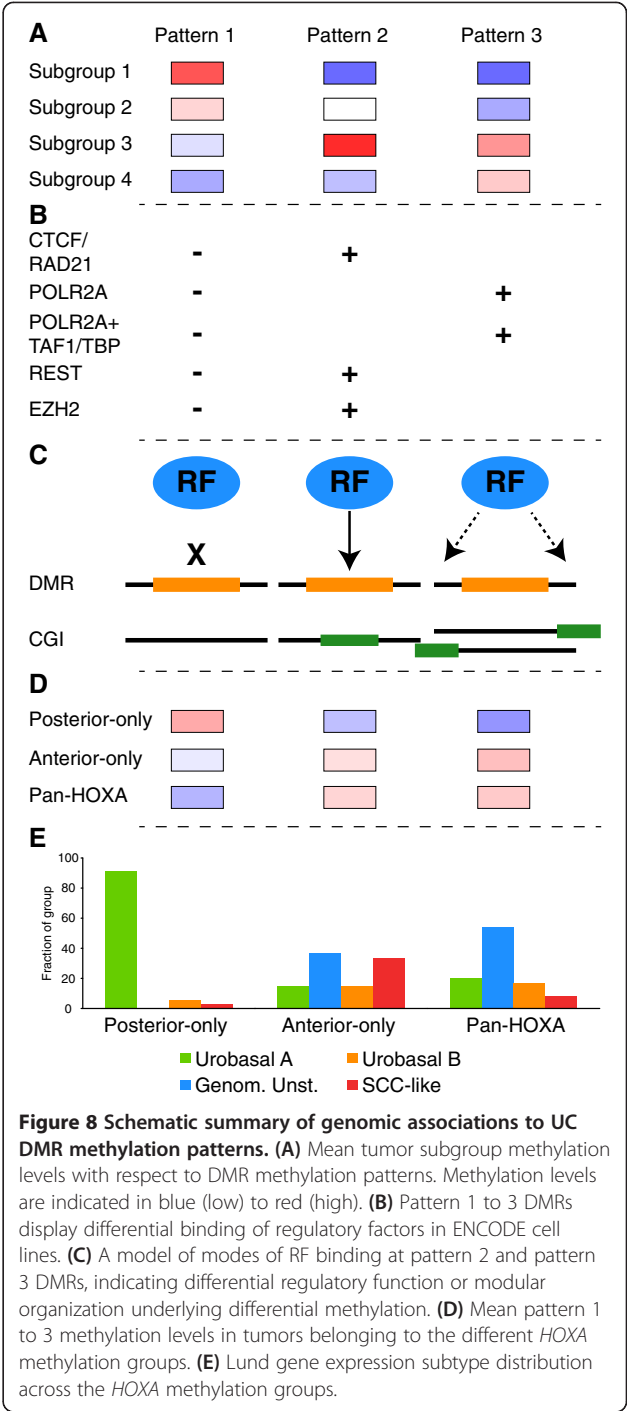 A
Pattern 1 Pattern 2 Pattern 3
Subgroup 1
Subgroup 2
Subgroup 3
Subgroup 4
B
CTCF/
RAD21 - +
POLR2A - +
POLR2A+
TAF1/TBP - +
REST - +
EZH2 - +
C
RF RF RF
X
DMR
CGI
D
Posterior-only
Anterior-only
Pan-HOXA
E
Fraction of group
100
80
60
40
20
0
Posterior-only Anterior-only Pan-HOXA
Urobasal A Urobasal B
Genom. Unst. SCC-like
Figure 8 Schematic summary of genomic associations to UC
DMR methylation patterns. (A) Mean tumor subgroup methylation
levels with respect to DMR methylation patterns. Methylation levels
are indicated in blue (low) to red (high). (B) Pattern 1 to 3 DMRs
display differential binding of regulatory factors in ENCODE cell
lines. (C) A model of modes of RF binding at pattern 2 and pattern
3 DMRs, indicating differential regulatory function or modular
organization underlying differential methylation. (D) Mean pattern 1
to 3 methylation levels in tumors belonging to the different HOXA
methylation groups. (E) Lund gene expression subtype distribution
across the HOXA methylation groups.